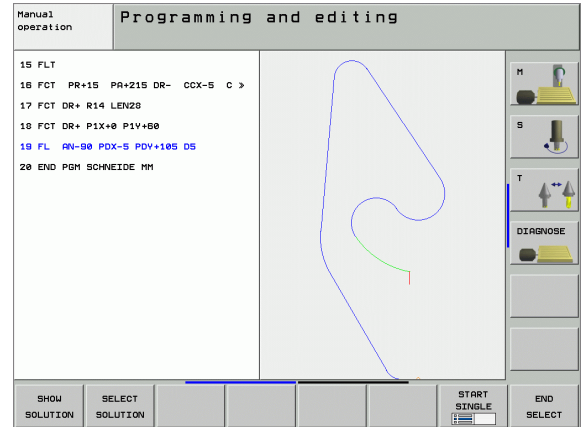 Manual
operation
Programming and editing
15 FLT
16 FCT PR+15 PA+215 DR- CCX-5 C »
17 FCT DR+ R14 LEN28
18 FCT DR+ P1X+0 P1Y+60
19 FL AN-90 PDX-5 PDY+105 D5
20 END PGM SCHNEIDE MM
M
S
T
DIAGNOSE
SHOW
SOLUTION
SELECT
SOLUTION
START
SINGLE
END
SELECT